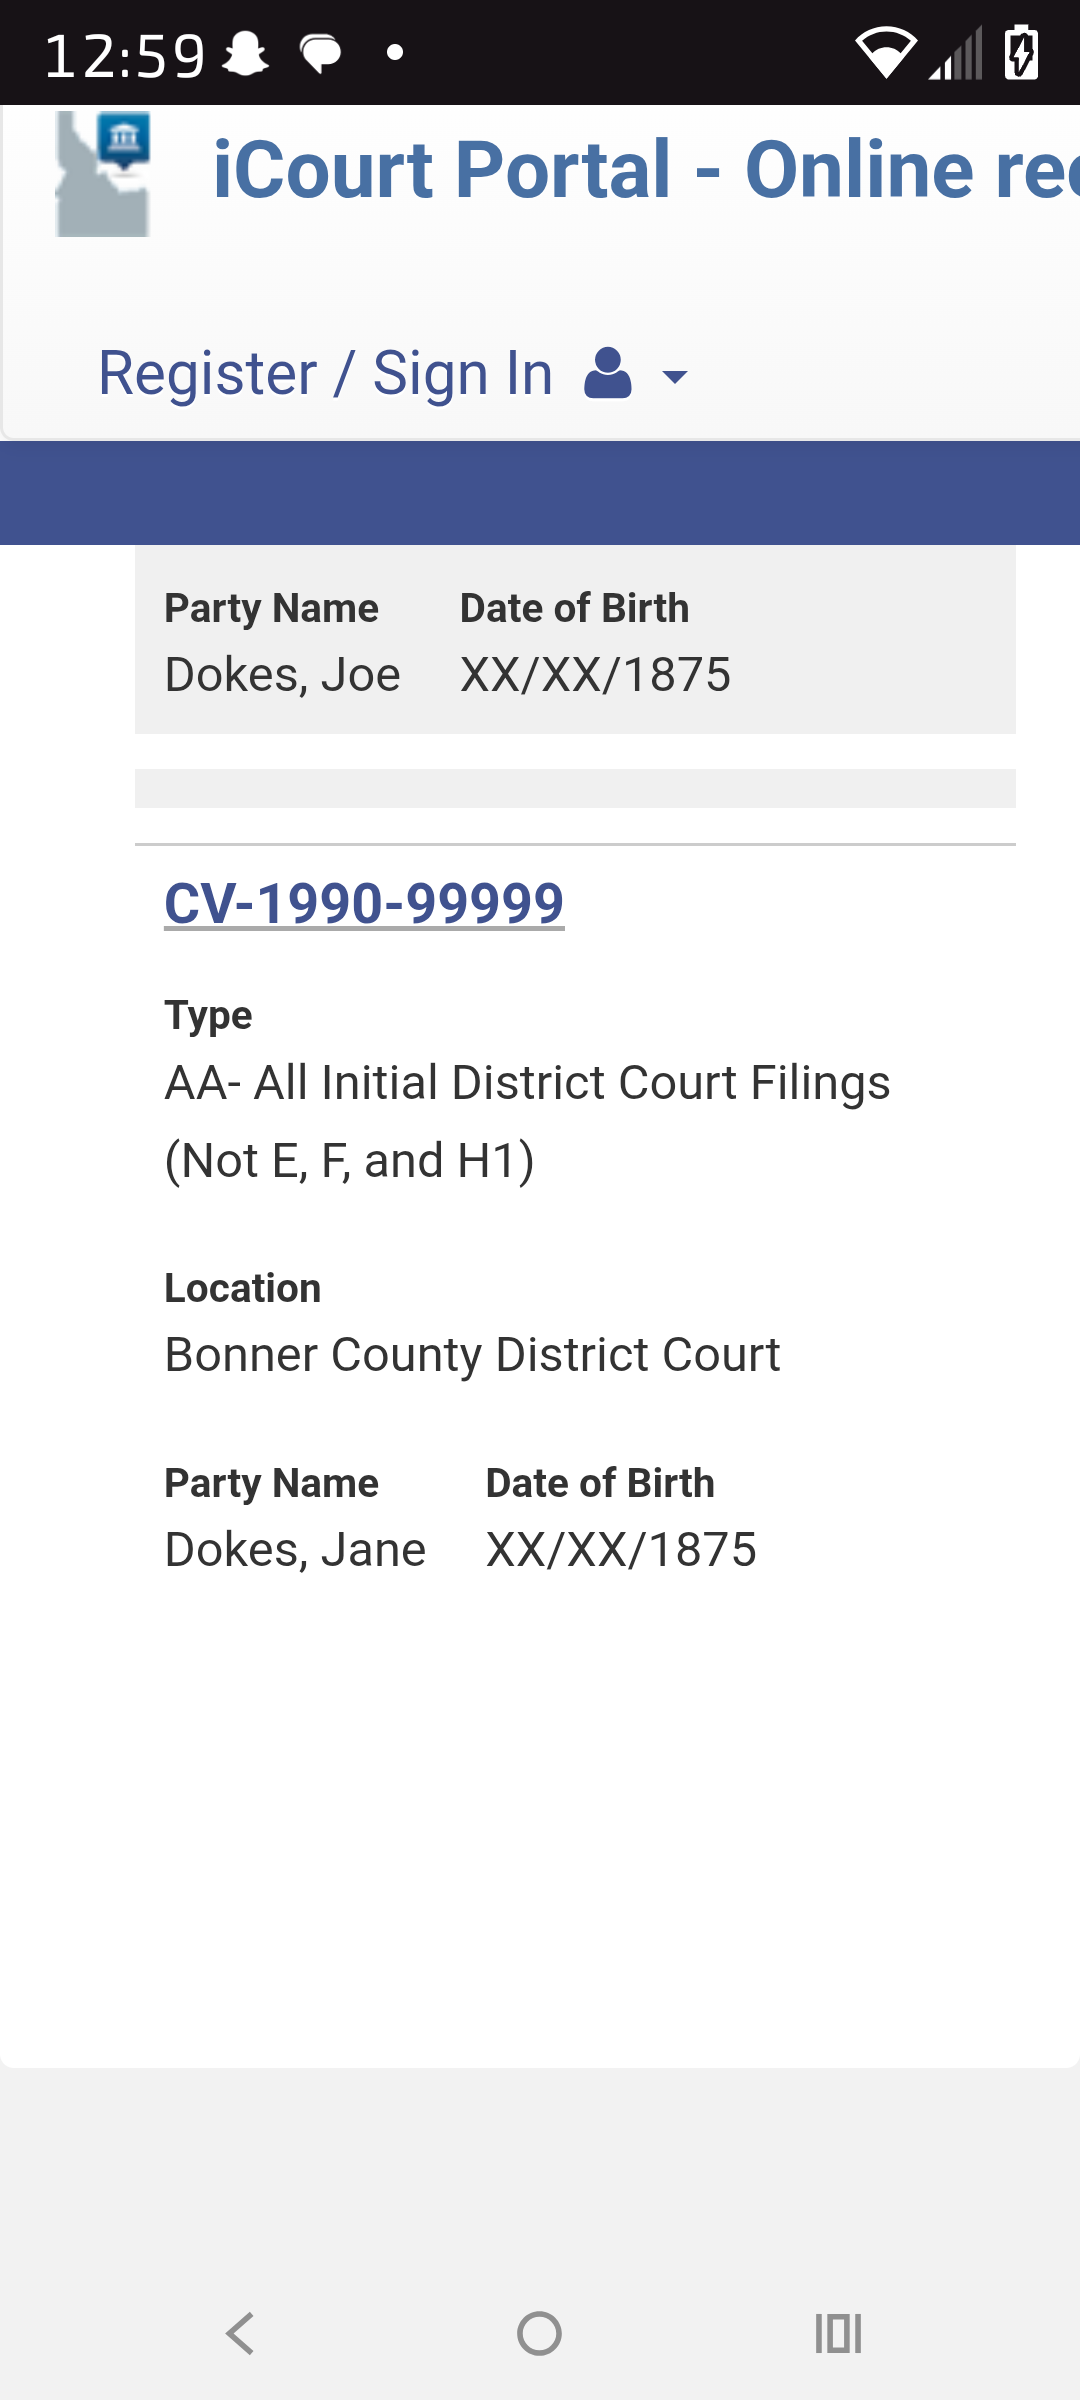 12:59
iCourt Portal - Online rec
Register / Sign In
Party Name Date of Birth
Dokes, Joe XX/XX/1875
CV-1990-99999
Type
AA- All Initial District Court Filings
(Not E, F, and H1)
Location
Bonner County District Court
Party Name Date of Birth
Dokes, Jane XX/XX/1875